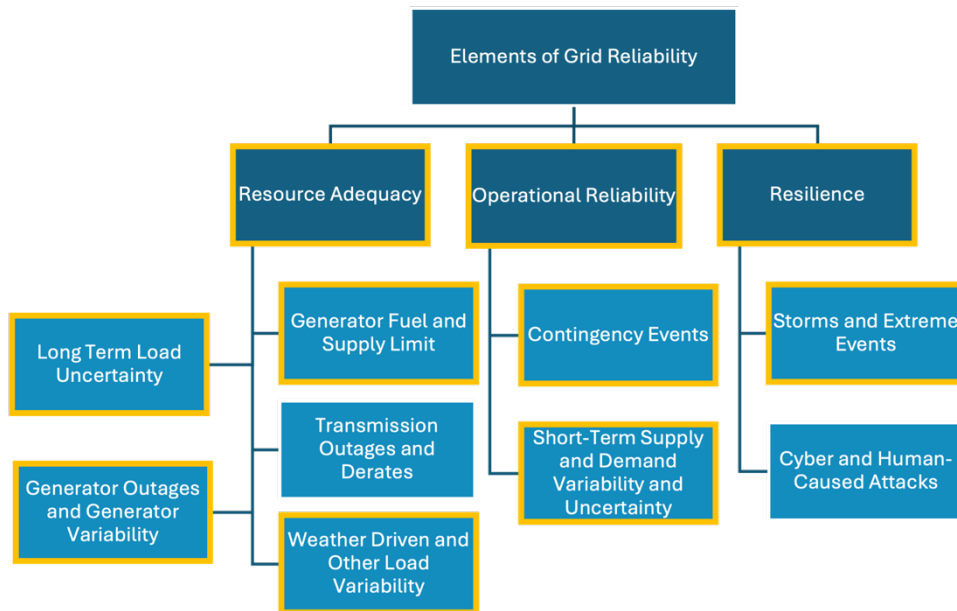 Elements of Grid Reliability
Resource Adequacy
Operational Reliability
Resilience
Long Term Load
Uncertainty
Generator Fuel and
Supply Limit
Transmission
Outages and
Derates
Generator Outages
and Generator
Variability
Weather Driven and
Other Load
Variability
Contingency Events
Short-Term Supply
and Demand
Variability and
Uncertainty
Storms and Extreme
Events
Cyber and Human-
Caused Attacks